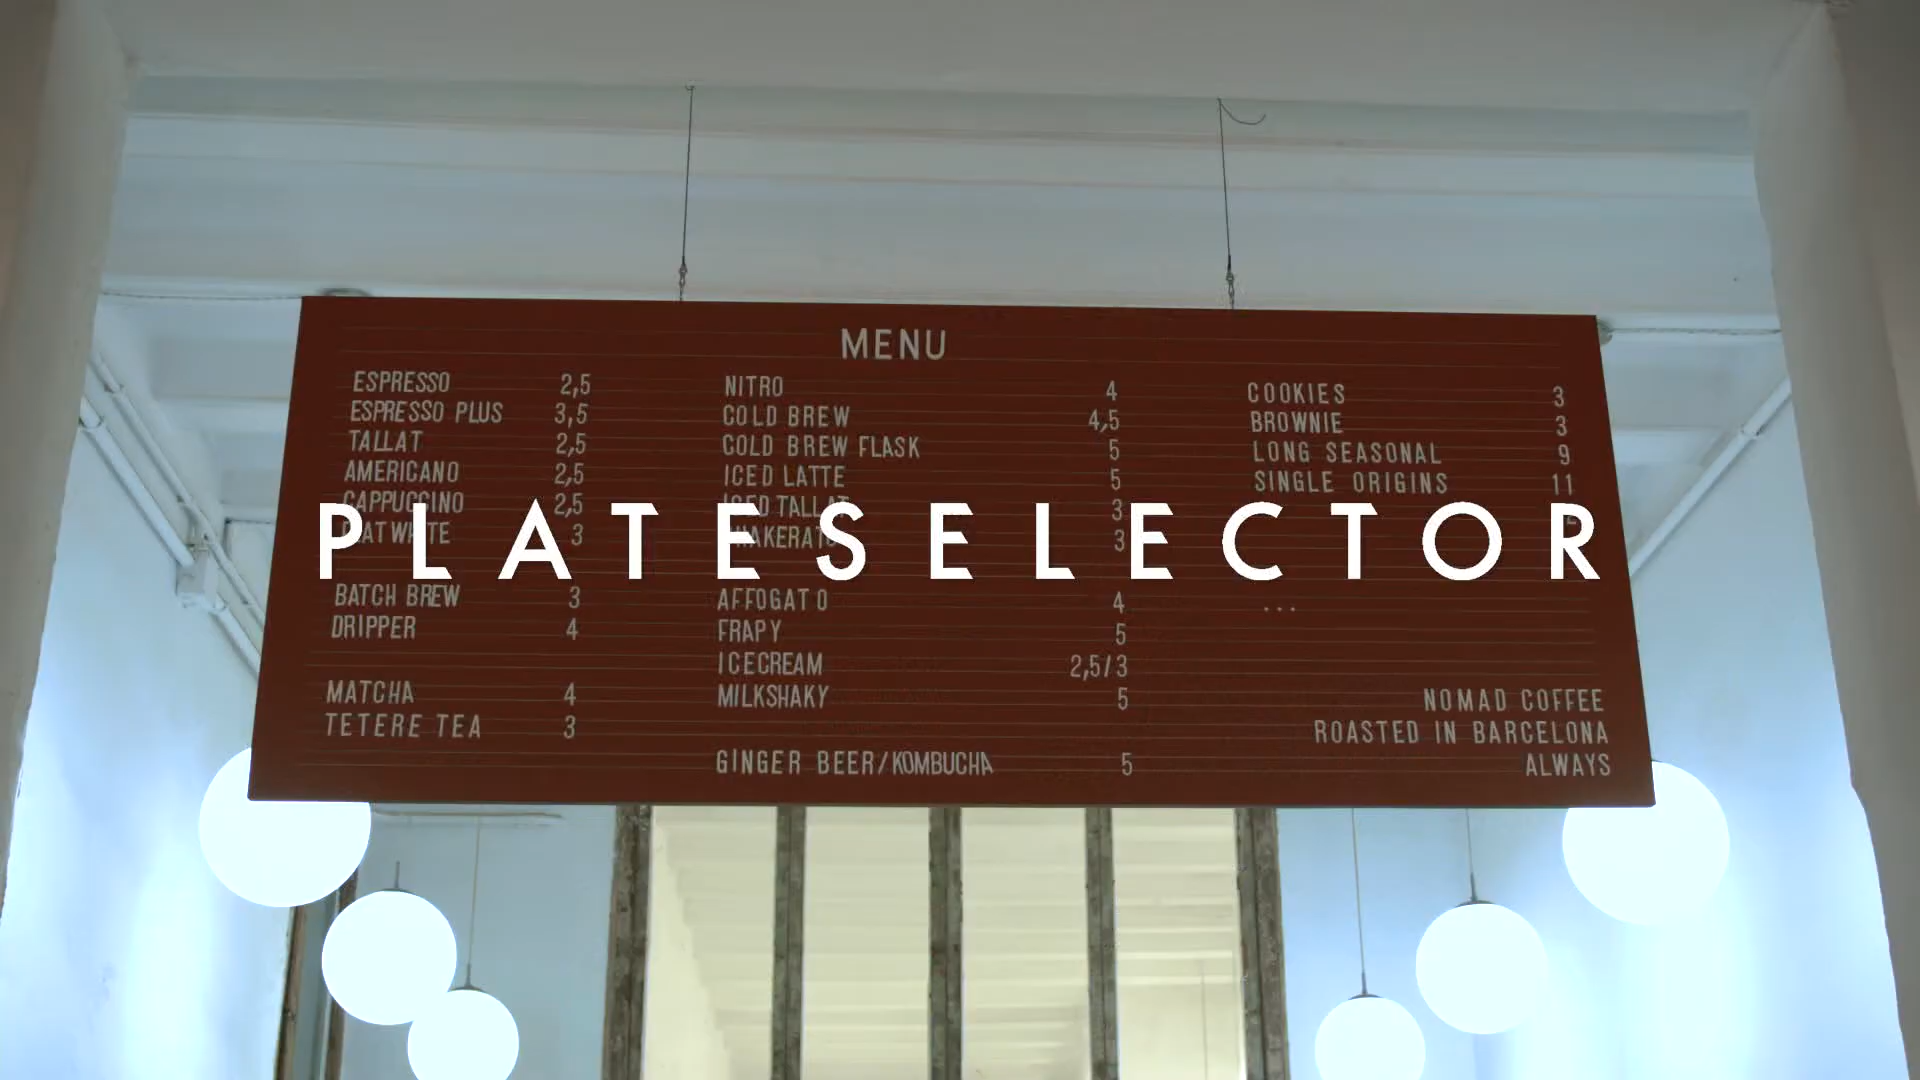 MENU
ESPRESSO 2,5
ESPRESSO PLUS 3,5
TALLAT 2,5
AMERICANO 2,5
CAPPUCCINO 2,5
3
BATCH BREW 3
DRIPPER 4
MATCHA 4
TETERE TEA 3
NITRO 4
COLD BREW 4,5
COLD BREW FLASK 5
ICED LATTE 5
ICED TALLAT 3
3
AFFOGATO 4
FRAPY 5
ICECREAM 2,5/3
MILKSHAKY 5
GINGER BEER/KOMBUCHA 5
COOKIES 3
BROWNIE 3
LONG SEASONAL 9
SINGLE ORIGINS 11
...
NOMAD COFFEE
ROASTED IN BARCELONA
ALWAYS
PLATESELECTOR